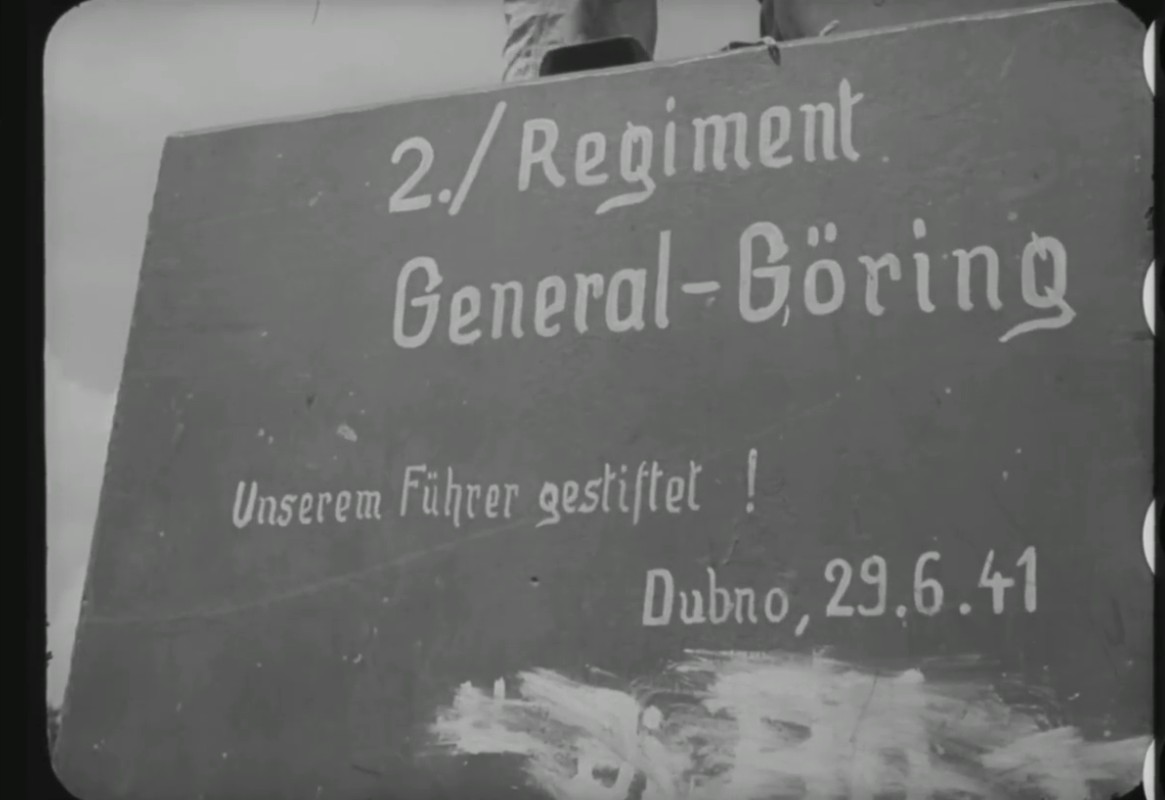 2./Regiment
General-Göring
Unserem Führer gestiftet !
Dubno, 29.6.41